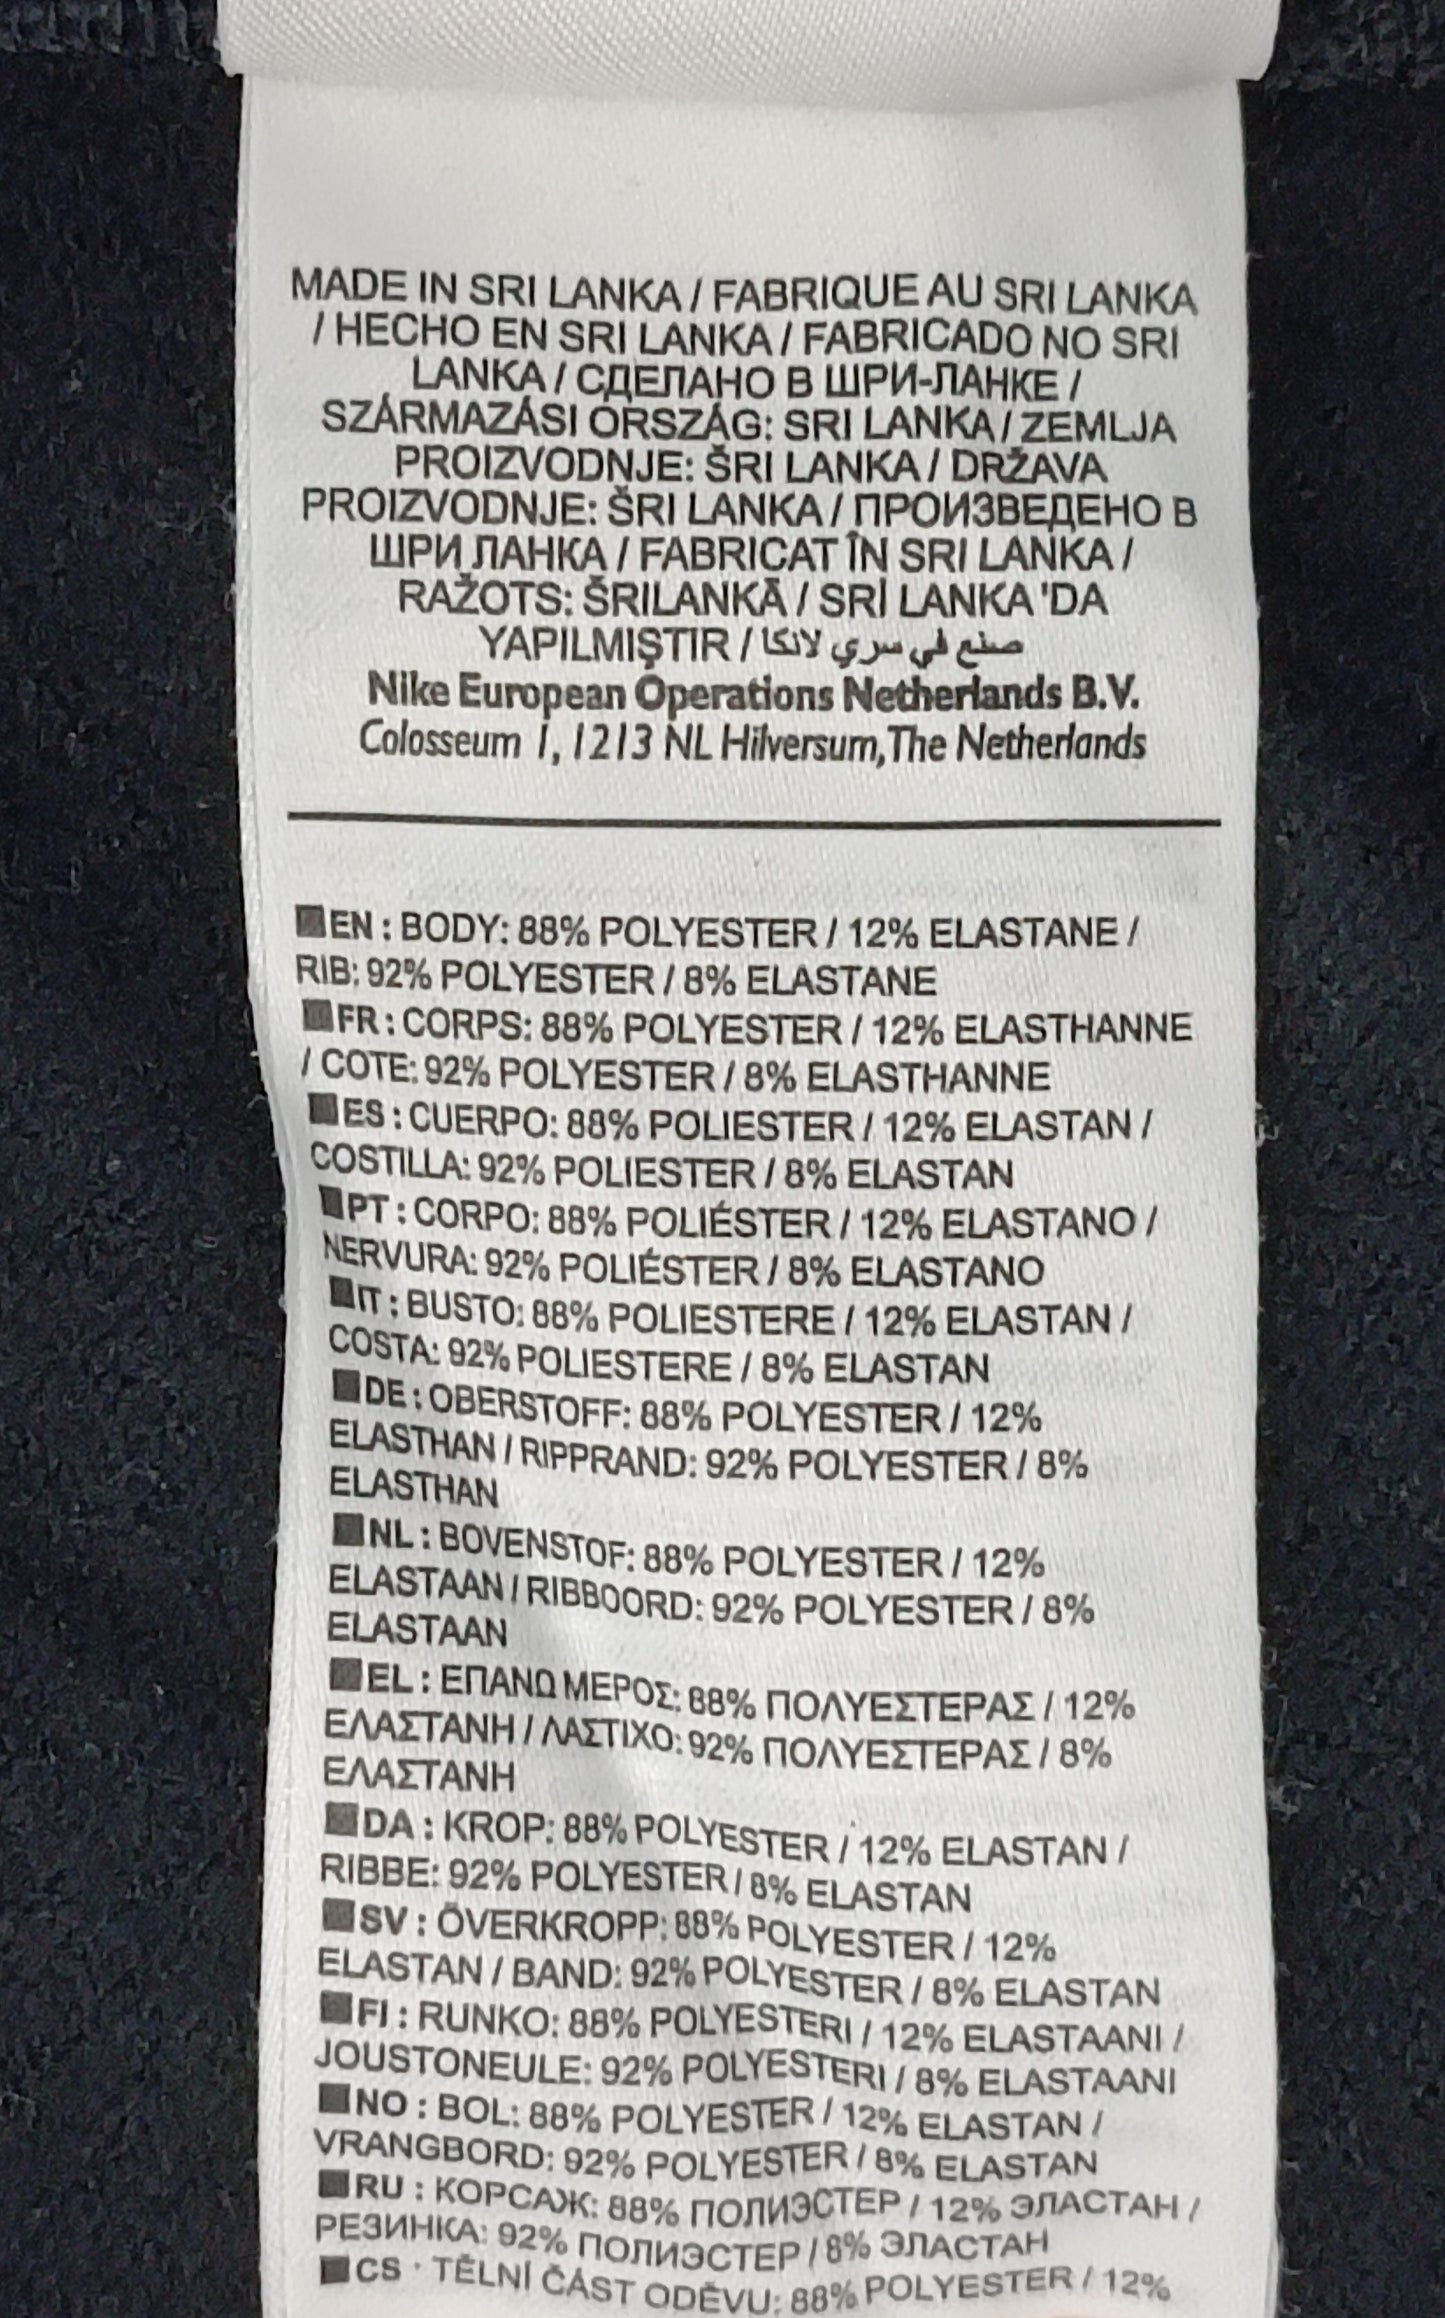 MADE IN SRI LANKA / FABRIQUE AU SRI LANKA
/ HECHO EN SRI LANKA / FABRICADO NO SRI
LANKA / СДЕЛАНО В ШРИ-ЛАНКЕ /
SZÁRMAZÁSI ORSZÁG: SRI LANKA / ZEMLJA
PROIZVODNJE: ŠRI LANKA / DRŽAVA
PROIZVODNJE: ŠRI LANKA / ПРОИЗВЕДЕНО В
ШРИ ЛАНКА / FABRICAT ÎN SRI LANKA /
RAŽOTS: ŠRILANKĀ / SRİ LANKA 'DA
YAPILMIŞTIR / صنع في سري لانكا
Nike European Operations Netherlands B.V.
Colosseum 1, 1213 NL Hilversum, The Netherlands
EN : BODY: 88% POLYESTER / 12% ELASTANE /
RIB: 92% POLYESTER / 8% ELASTANE
FR : CORPS: 88% POLYESTER / 12% ELASTHANNE
/ COTE: 92% POLYESTER / 8% ELASTHANNE
ES : CUERPO: 88% POLIESTER / 12% ELASTAN /
COSTILLA: 92% POLIESTER / 8% ELASTAN
PT : CORPO: 88% POLIÉSTER / 12% ELASTANO /
NERVURA: 92% POLIÉSTER / 8% ELASTANO
IT : BUSTO: 88% POLIESTERE / 12% ELASTAN /
COSTA: 92% POLIESTERE / 8% ELASTAN
DE : OBERSTOFF: 88% POLYESTER / 12%
ELASTHAN / RIPPRAND: 92% POLYESTER / 8%
ELASTHAN
NL : BOVENSTOF: 88% POLYESTER / 12%
ELASTAAN / RIBBOORD: 92% POLYESTER / 8%
ELASTAAN
EL : ΕΠΑΝΩ ΜΕΡΟΣ: 88% ΠΟΛΥΕΣΤΕΡΑΣ / 12%
ΕΛΑΣΤΑΝΗ / ΛΑΣΤΙΧΟ: 92% ΠΟΛΥΕΣΤΕΡΑΣ / 8%
ΕΛΑΣΤΑΝΗ
DA : KROP: 88% POLYESTER / 12% ELASTAN /
RIBBE: 92% POLYESTER / 8% ELASTAN
SV : ÖVERKROPP: 88% POLYESTER / 12%
ELASTAN / BAND: 92% POLYESTER / 8% ELASTAN
FI : RUNKO: 88% POLYESTERI / 12% ELASTAANI /
JOUSTONEULE: 92% POLYESTERI / 8% ELASTAANI
NO : BOL: 88% POLYESTER / 12% ELASTAN /
VRANGBORD: 92% POLYESTER / 8% ELASTAN
RU : КОРСАЖ: 88% ПОЛИЭСТЕР / 12% ЭЛАСТАН /
РЕЗИНКА: 92% ПОЛИЭСТЕР / 8% ЭЛАСТАН
CS : TĚLNÍ ČÁST ODĚVU: 88% POLYESTER / 12%